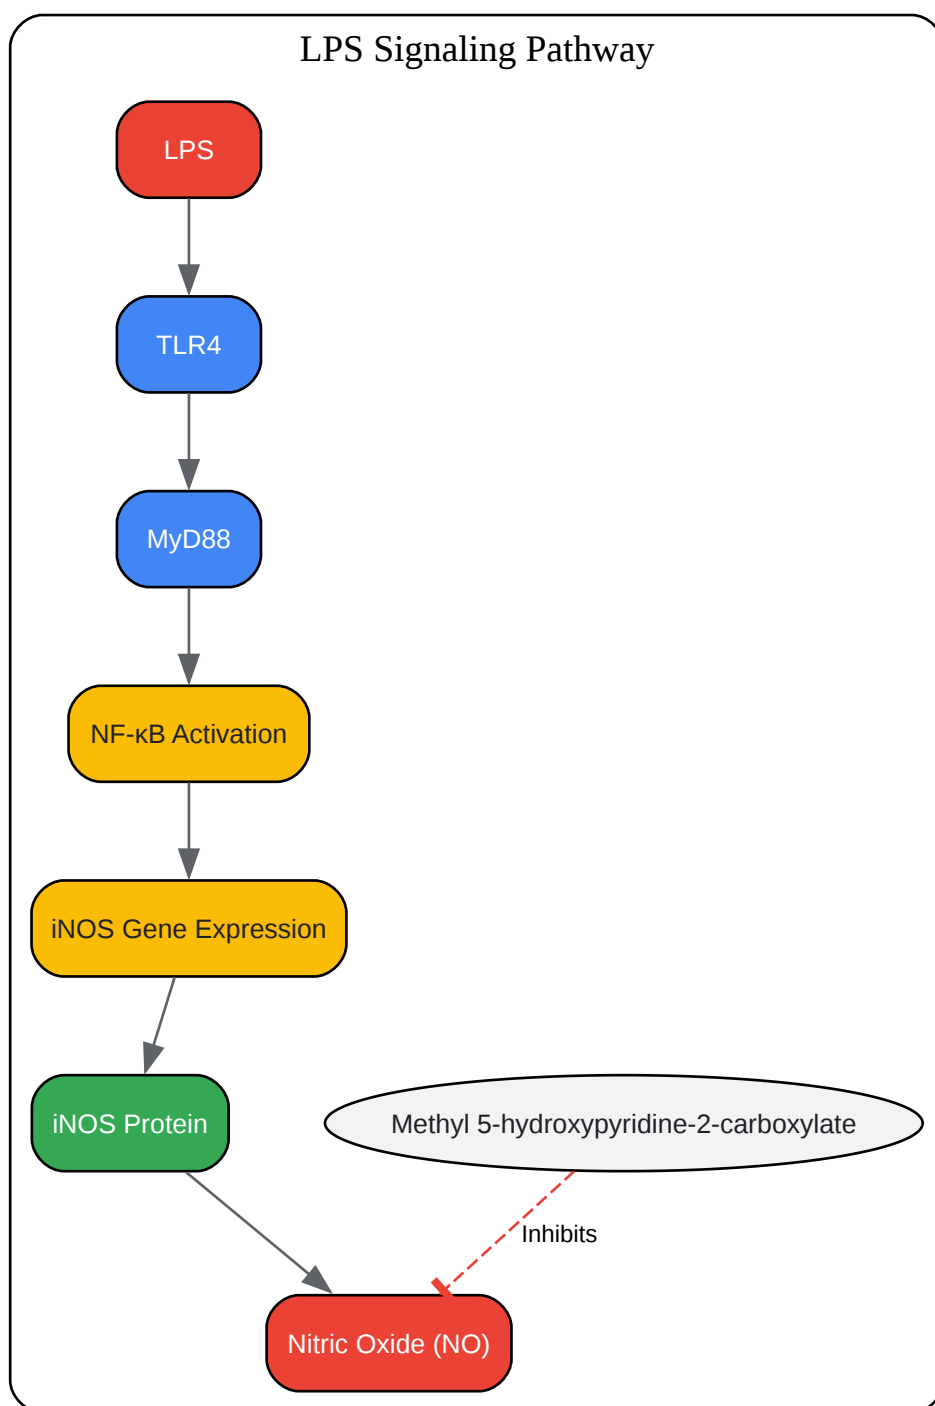 LPS Signaling Pathway
LPS
TLR4
MyD88
NF-κB Activation
iNOS Gene Expression
iNOS Protein
Methyl 5-hydroxypyridine-2-carboxylate
Inhibits
Nitric Oxide (NO)